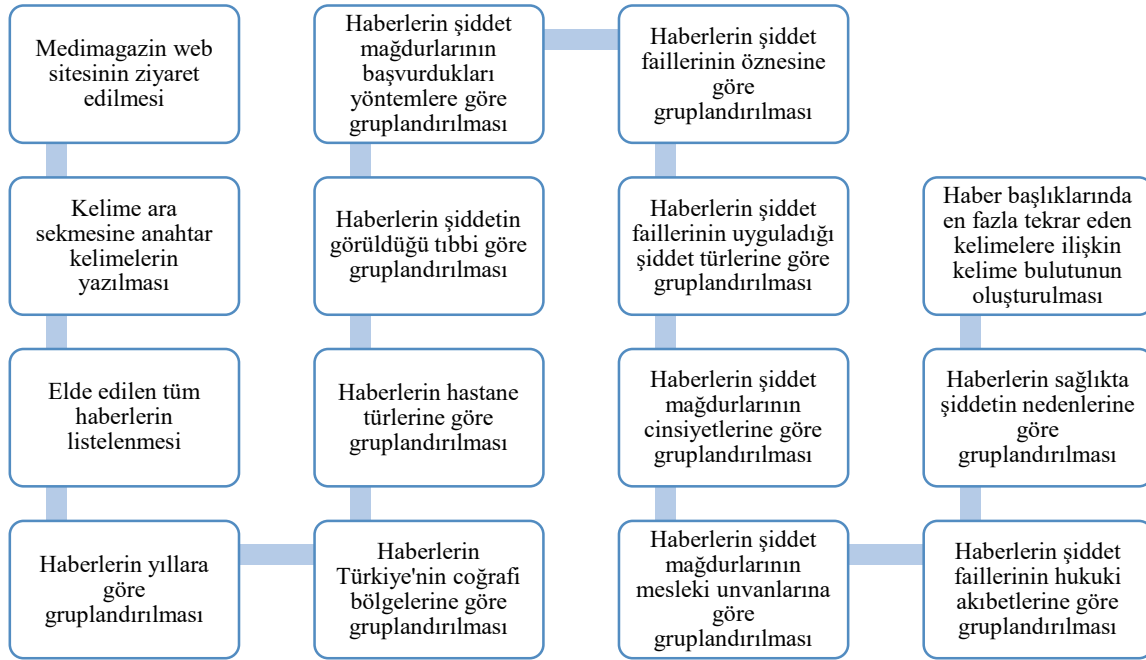 Medimagazin web
sitesinin ziyaret
edilmesi
Kelime ara
sekmesine anahtar
kelimelerin
yazılması
Elde edilen tüm
haberlerin
listelenmesi
Haberlerin yıllara
göre
gruplandırılması
Haberlerin
Türkiye'nin coğrafi
bölgelerine göre
gruplandırılması
Haberlerin hastane
türlerine göre
gruplandırılması
Haberlerin şiddetin
görüldüğü tıbbi göre
gruplandırılması
Haberlerin şiddet
mağdurlarının
başvurdukları
yöntemlere göre
gruplandırılması
Haberlerin şiddet
faillerinin öznesine
göre
gruplandırılması
Haberlerin şiddet
faillerinin uyguladığı
şiddet türlerine göre
gruplandırılması
Haberlerin şiddet
mağdurlarının
cinsiyetlerine göre
gruplandırılması
Haberlerin şiddet
mağdurlarının
mesleki unvanlarına
göre
gruplandırılması
Haberlerin şiddet
faillerinin hukuki
akıbetlerine göre
gruplandırılması
Haberlerin sağlıkta
şiddetin nedenlerine
göre
gruplandırılması
Haber başlıklarında
en fazla tekrar eden
kelimelere ilişkin
kelime bulutunun
oluşturulması